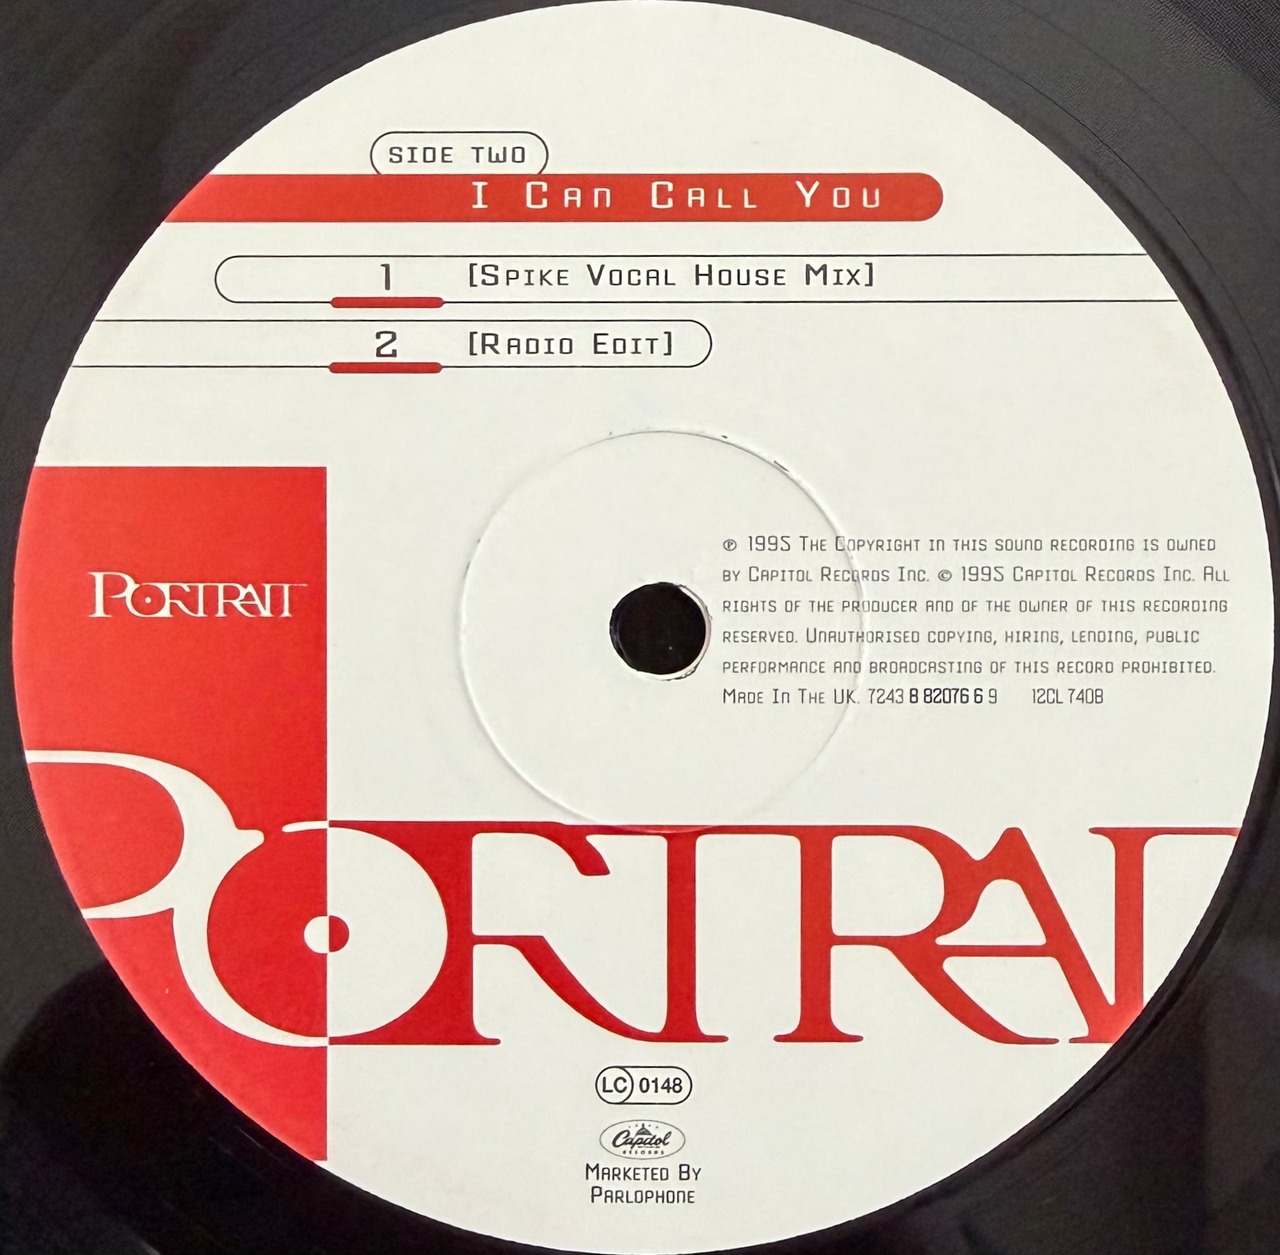 SIDE TWO
I CAN CALL YOU
1 [SPIKE VOCAL HOUSE MIX]
2 [RADIO EDIT]
PORTRAIT
℗ 1995 THE COPYRIGHT IN THIS SOUND RECORDING IS OWNED
BY CAPITOL RECORDS INC. © 1995 CAPITOL RECORDS INC. ALL
RIGHTS OF THE PRODUCER AND OF THE OWNER OF THIS RECORDING
RESERVED. UNAUTHORISED COPYING, HIRING, LENDING, PUBLIC
PERFORMANCE AND BROADCASTING OF THIS RECORD PROHIBITED.
MADE IN THE UK. 7243 8 82076 6 9 12CL 740B
PORTRAIT
LC 0148
Capitol
RECORDS
MARKETED BY
PARLOPHONE